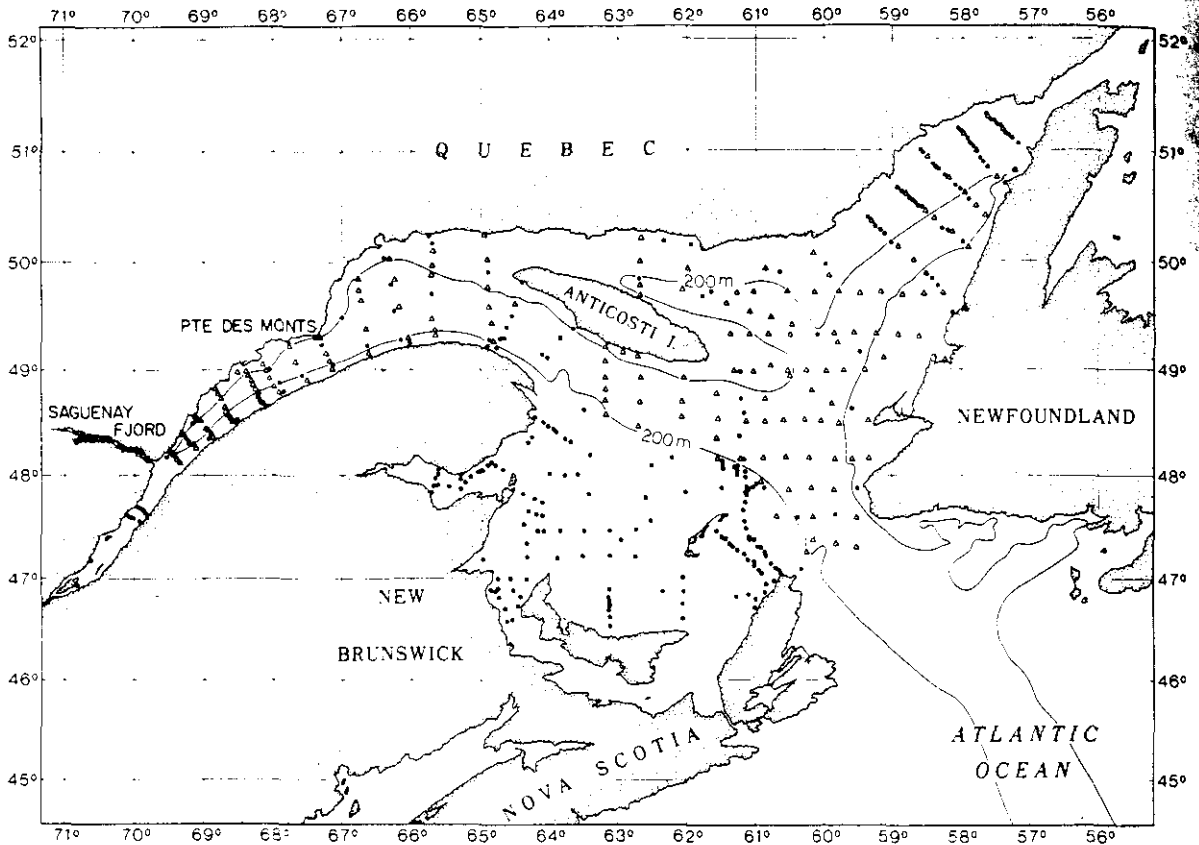 71° 70° 69° 68° 67° 66° 65° 64° 63° 62° 61° 60° 59° 58° 57° 56°
52° 52°
51° QUEBEC 51°
50° 50°
200m
ANTICOSTI I.
PTE DES MONTS
49° 49°
SAGUENAY
FJORD
NEWFOUNDLAND
200m
48° 48°
47° 47°
NEW
BRUNSWICK
46° 46°
NOVA SCOTIA
ATLANTIC
OCEAN
45° 45°
71° 70° 69° 68° 67° 66° 65° 64° 63° 62° 61° 60° 59° 58° 57° 56°